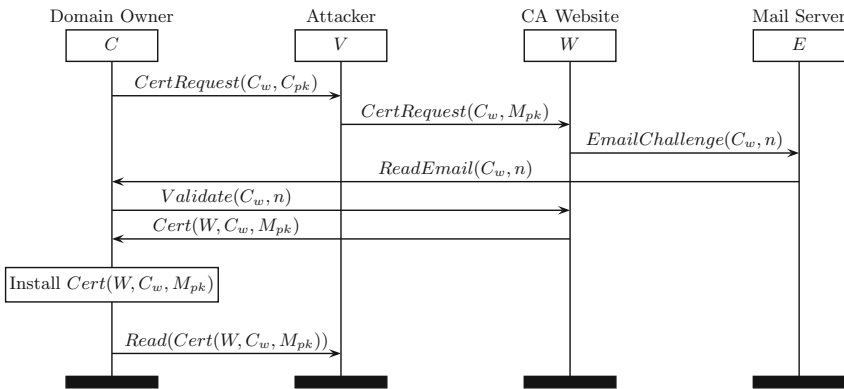 Domain Owner Attacker CA Website Mail Server
C V W E
CertRequest(C_w, C_pk)
CertRequest(C_w, M_pk)
EmailChallenge(C_w, n)
ReadEmail(C_w, n)
Validate(C_w, n)
Cert(W, C_w, M_pk)
Install Cert(W, C_w, M_pk)
Read(Cert(W, C_w, M_pk))